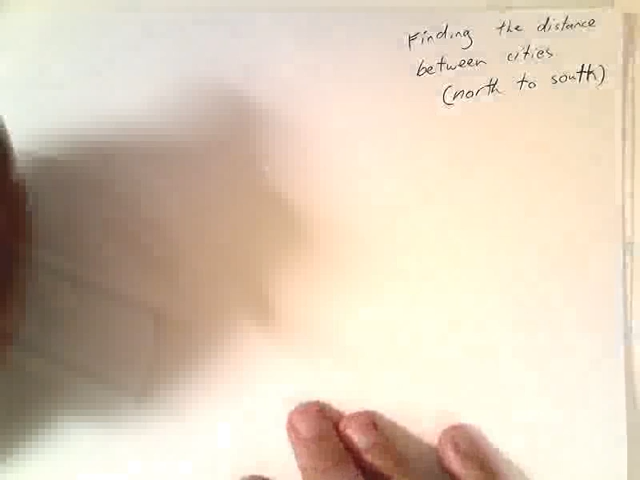 Finding the distance
between cities
(north to south)